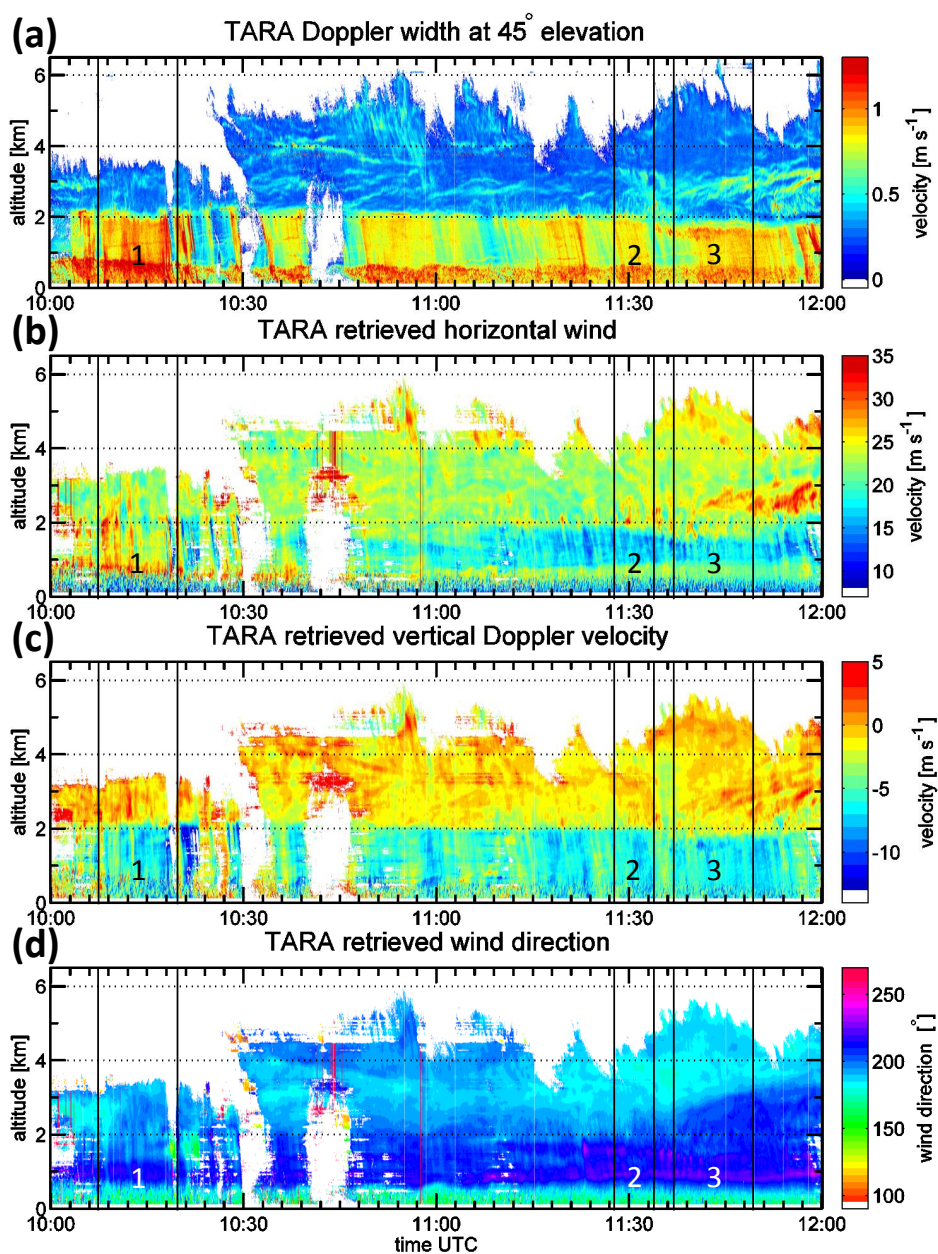 (a)
TARA Doppler width at 45° elevation
altitude [km]
6
4
2
0
1
2
3
10:00 10:30 11:00 11:30 12:00
1
0.5
0
velocity [m s-1]
(b)
TARA retrieved horizontal wind
altitude [km]
6
4
2
0
1
2
3
10:00 10:30 11:00 11:30 12:00
35
30
25
20
15
10
velocity [m s-1]
(c)
TARA retrieved vertical Doppler velocity
altitude [km]
6
4
2
0
1
2
3
10:00 10:30 11:00 11:30 12:00
5
0
-5
-10
velocity [m s-1]
(d)
TARA retrieved wind direction
altitude [km]
6
4
2
0
1
2
3
10:00 10:30 11:00 11:30 12:00
time UTC
250
200
150
100
wind direction [°]